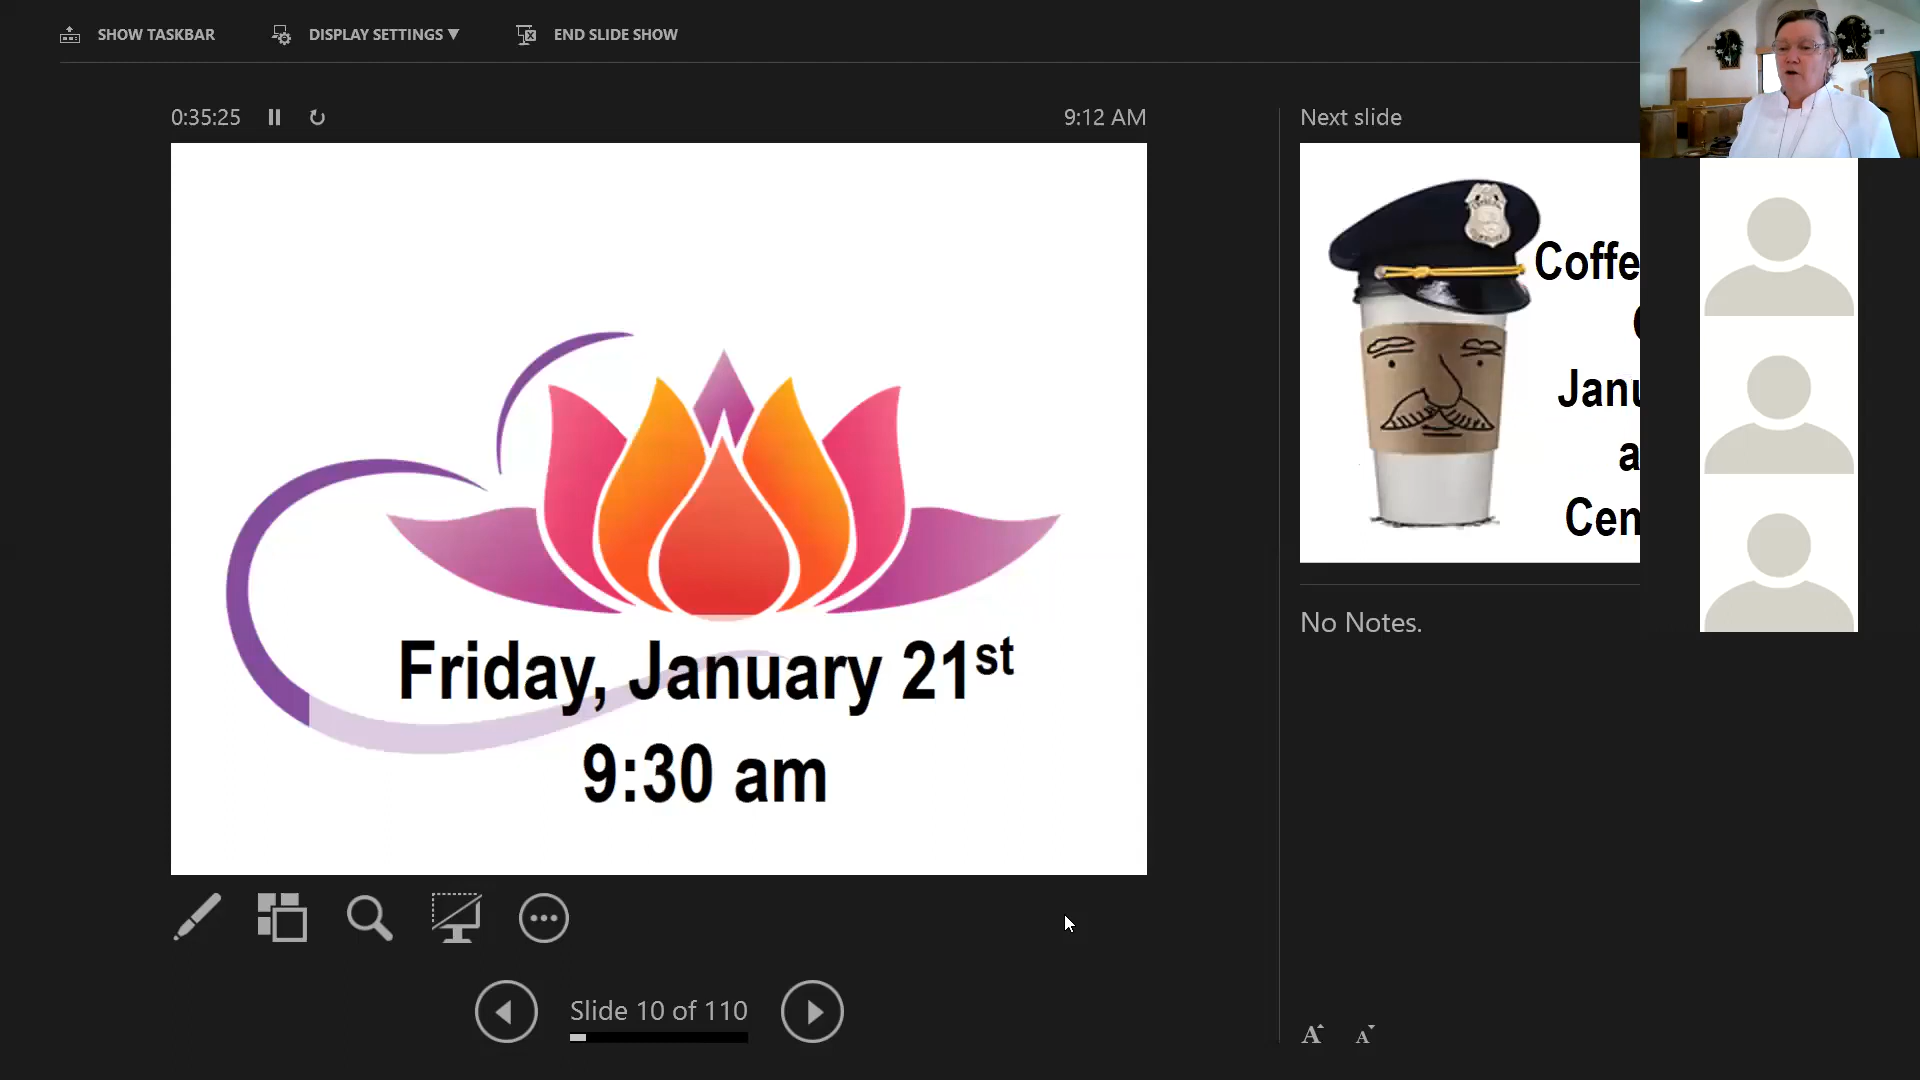 SHOW TASKBAR
DISPLAY SETTINGS ▼
END SLIDE SHOW
0:35:25
9:12 AM
Next slide
Friday, January 21st
9:30 am
Coffe
Janu
a
Cen
No Notes.
Slide 10 of 110
A
A